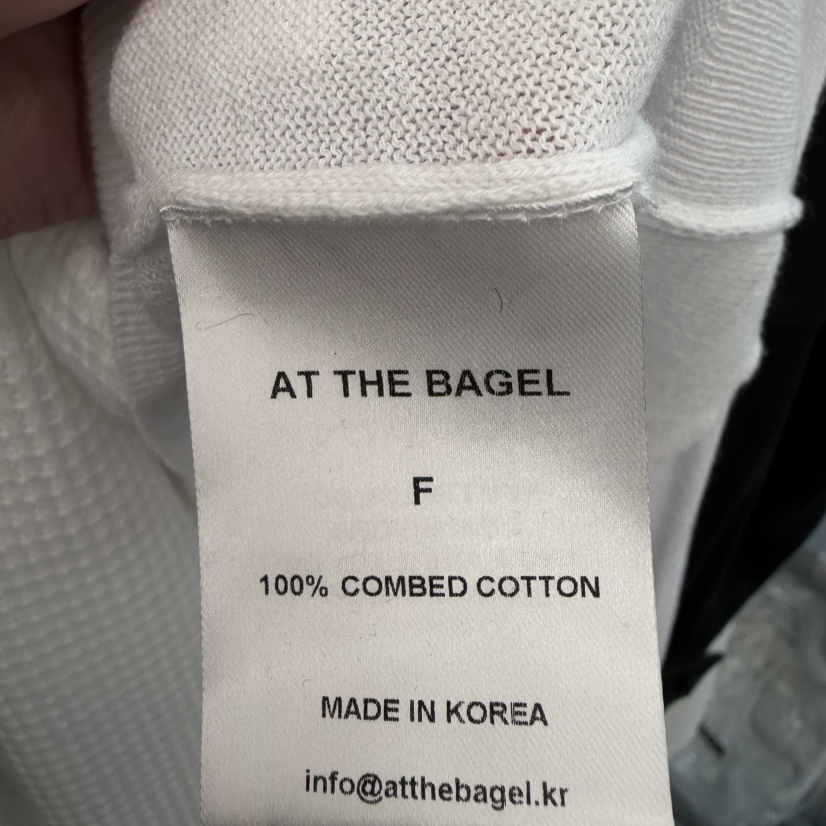 AT THE BAGEL
F
100% COMBED COTTON
MADE IN KOREA
info@atthebagel.kr